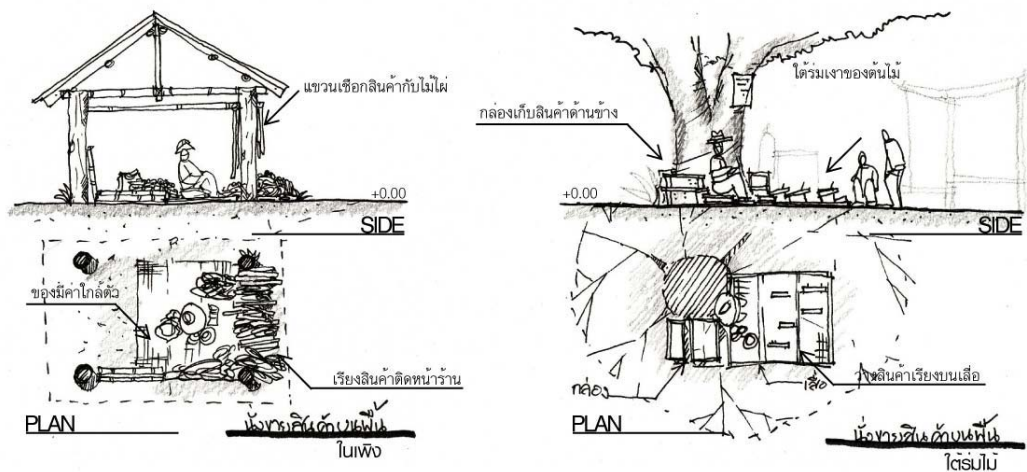 แขวนเชือกสินค้ากับไม้ไผ่
+0.00
SIDE
ของมีค่าใกล้ตัว
เรียงสินค้าติดหน้าร้าน
PLAN
นั่งขายสินค้าบนพื้น
ในเพิง
ใต้ร่มเงาของต้นไม้
กล่องเก็บสินค้าด้านข้าง
+0.00
SIDE
กล่อง
เสื่อ
วางสินค้าเรียงบนเสื่อ
PLAN
นั่งขายสินค้าบนพื้น
ใต้ร่มไม้